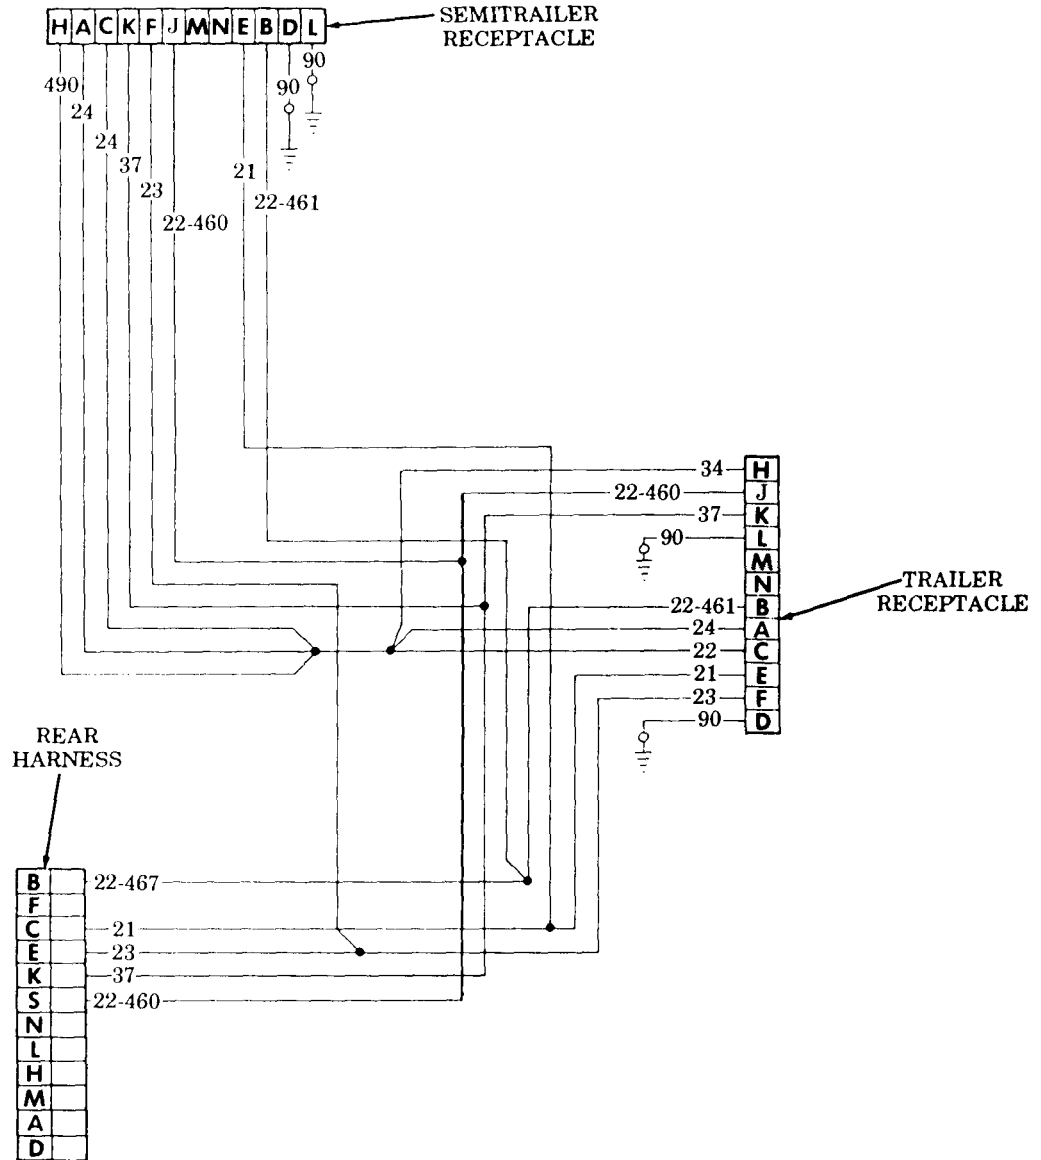 SEMITRAILER
RECEPTACLE
H A C K F J M N E B D L
90
490
90
24
24
37
21
23
22-461
22-460
34 H
22-460 J
37 K
90 L
M
N
TRAILER
RECEPTACLE
22-461 B
24 A
22 C
21 E
23 F
90 D
REAR
HARNESS
B 22-467
F
C 21
E 23
K 37
S 22-460
N
L
H
M
A
D